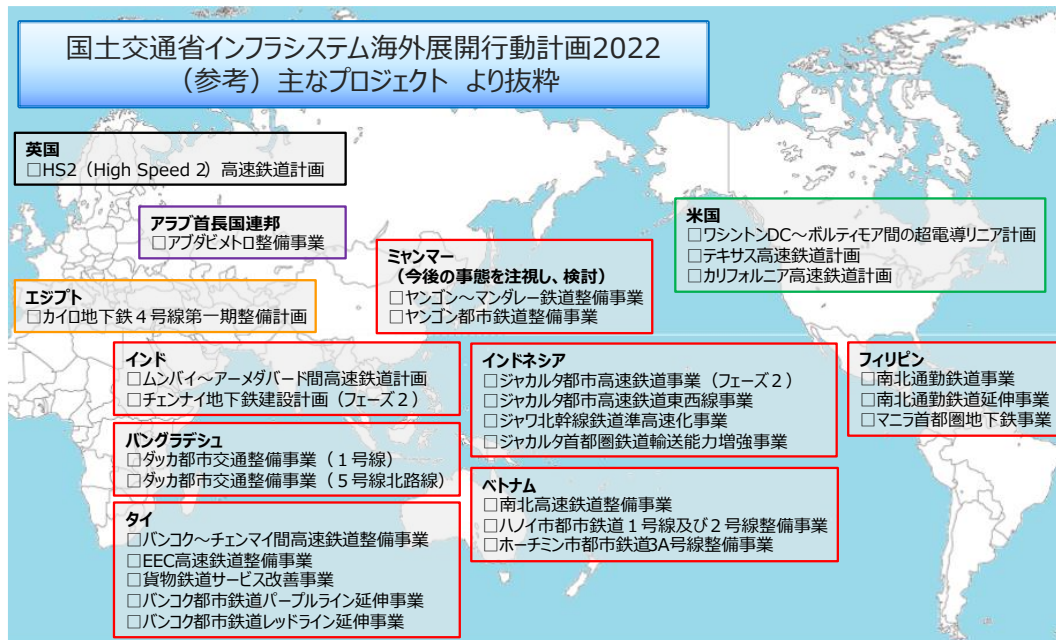 国土交通省インフラシステム海外展開行動計画2022
（参考）主なプロジェクト より抜粋
英国
□HS2（High Speed 2）高速鉄道計画
アラブ首長国連邦
□アブダビメトロ整備事業
エジプト
□カイロ地下鉄４号線第一期整備計画
ミャンマー
（今後の事態を注視し、検討）
□ヤンゴン～マンダレー鉄道整備事業
□ヤンゴン都市鉄道整備事業
米国
□ワシントンDC～ボルティモア間の超電導リニア計画
□テキサス高速鉄道計画
□カリフォルニア高速鉄道計画
インド
□ムンバイ～アーメダバード間高速鉄道計画
□チェンナイ地下鉄建設計画（フェーズ２）
バングラデシュ
□ダッカ都市交通整備事業（１号線）
□ダッカ都市交通整備事業（５号線北路線）
タイ
□バンコク～チェンマイ間高速鉄道整備事業
□EEC高速鉄道整備事業
□貨物鉄道サービス改善事業
□バンコク都市鉄道パープルライン延伸事業
□バンコク都市鉄道レッドライン延伸事業
インドネシア
□ジャカルタ都市高速鉄道事業（フェーズ２）
□ジャカルタ都市高速鉄道東西線事業
□ジャワ北幹線鉄道準高速化事業
□ジャカルタ首都圏鉄道輸送能力増強事業
ベトナム
□南北高速鉄道整備事業
□ハノイ市都市鉄道１号線及び２号線整備事業
□ホーチミン市都市鉄道3A号線整備事業
フィリピン
□南北通勤鉄道事業
□南北通勤鉄道延伸事業
□マニラ首都圏地下鉄事業